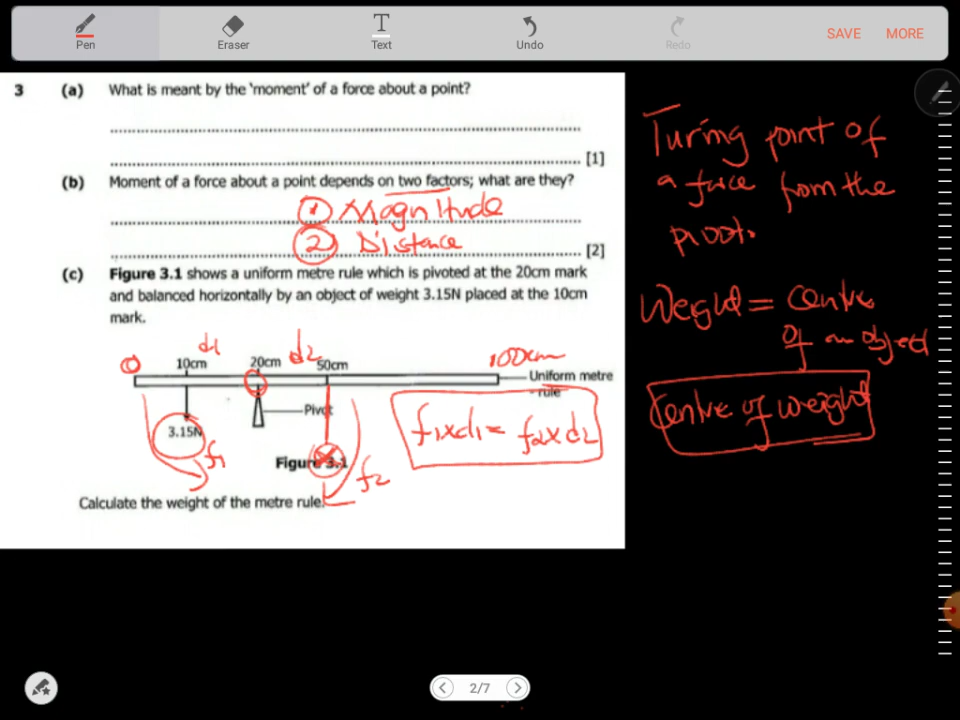 Pen
Eraser
T
Text
Undo
Redo
SAVE
MORE
3 (a) What is meant by the 'moment' of a force about a point?
[1]
(b) Moment of a force about a point depends on two factors; what are they?
1 Magnitude
2 Distance
[2]
(c) Figure 3.1 shows a uniform metre rule which is pivoted at the 20cm mark
and balanced horizontally by an object of weight 3.15N placed at the 10cm
mark.
0 10cm d1 20cm d2 50cm 100cm
Uniform metre
rule
Pivot
3.15N
f1
Figure 3.1
f2
f1xd1 = f2xd2
Calculate the weight of the metre rule.
Turing point of
a force from the
pivot.
= Centre
of an object
Centre of weight
2/7